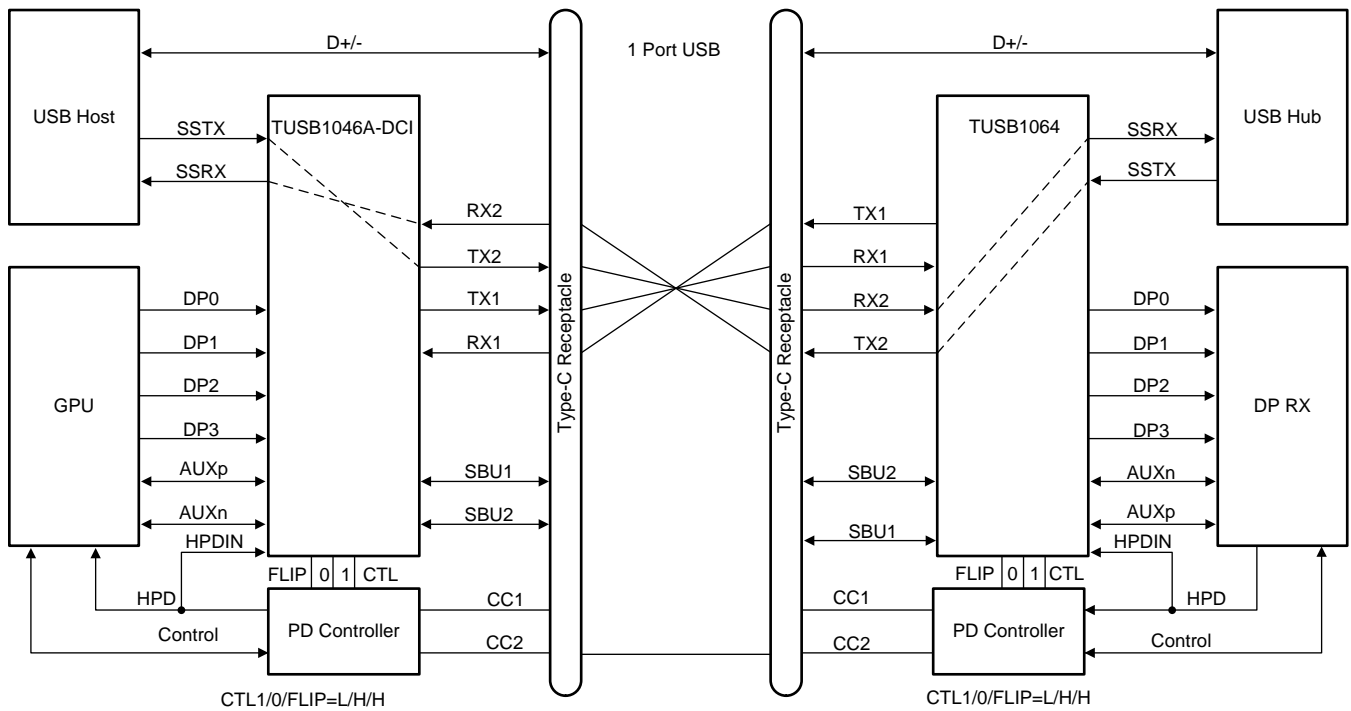 D+/-
1 Port USB
D+/-
USB Host
TUSB1046A-DCI
TUSB1064
USB Hub
SSTX
SSRX
SSRX
SSTX
RX2
TX2
TX1
RX1
TX1
RX1
RX2
TX2
Type-C Receptacle
Type-C Receptacle
GPU
DP0
DP1
DP2
DP3
AUXp
AUXn
HPDIN
DP RX
DP0
DP1
DP2
DP3
AUXn
AUXp
HPDIN
SBU1
SBU2
SBU2
SBU1
FLIP 0 1 CTL
FLIP 0 1 CTL
HPD
Control
PD Controller
CC1
CC2
CC1
CC2
PD Controller
HPD
Control
CTL1/0/FLIP=L/H/H
CTL1/0/FLIP=L/H/H